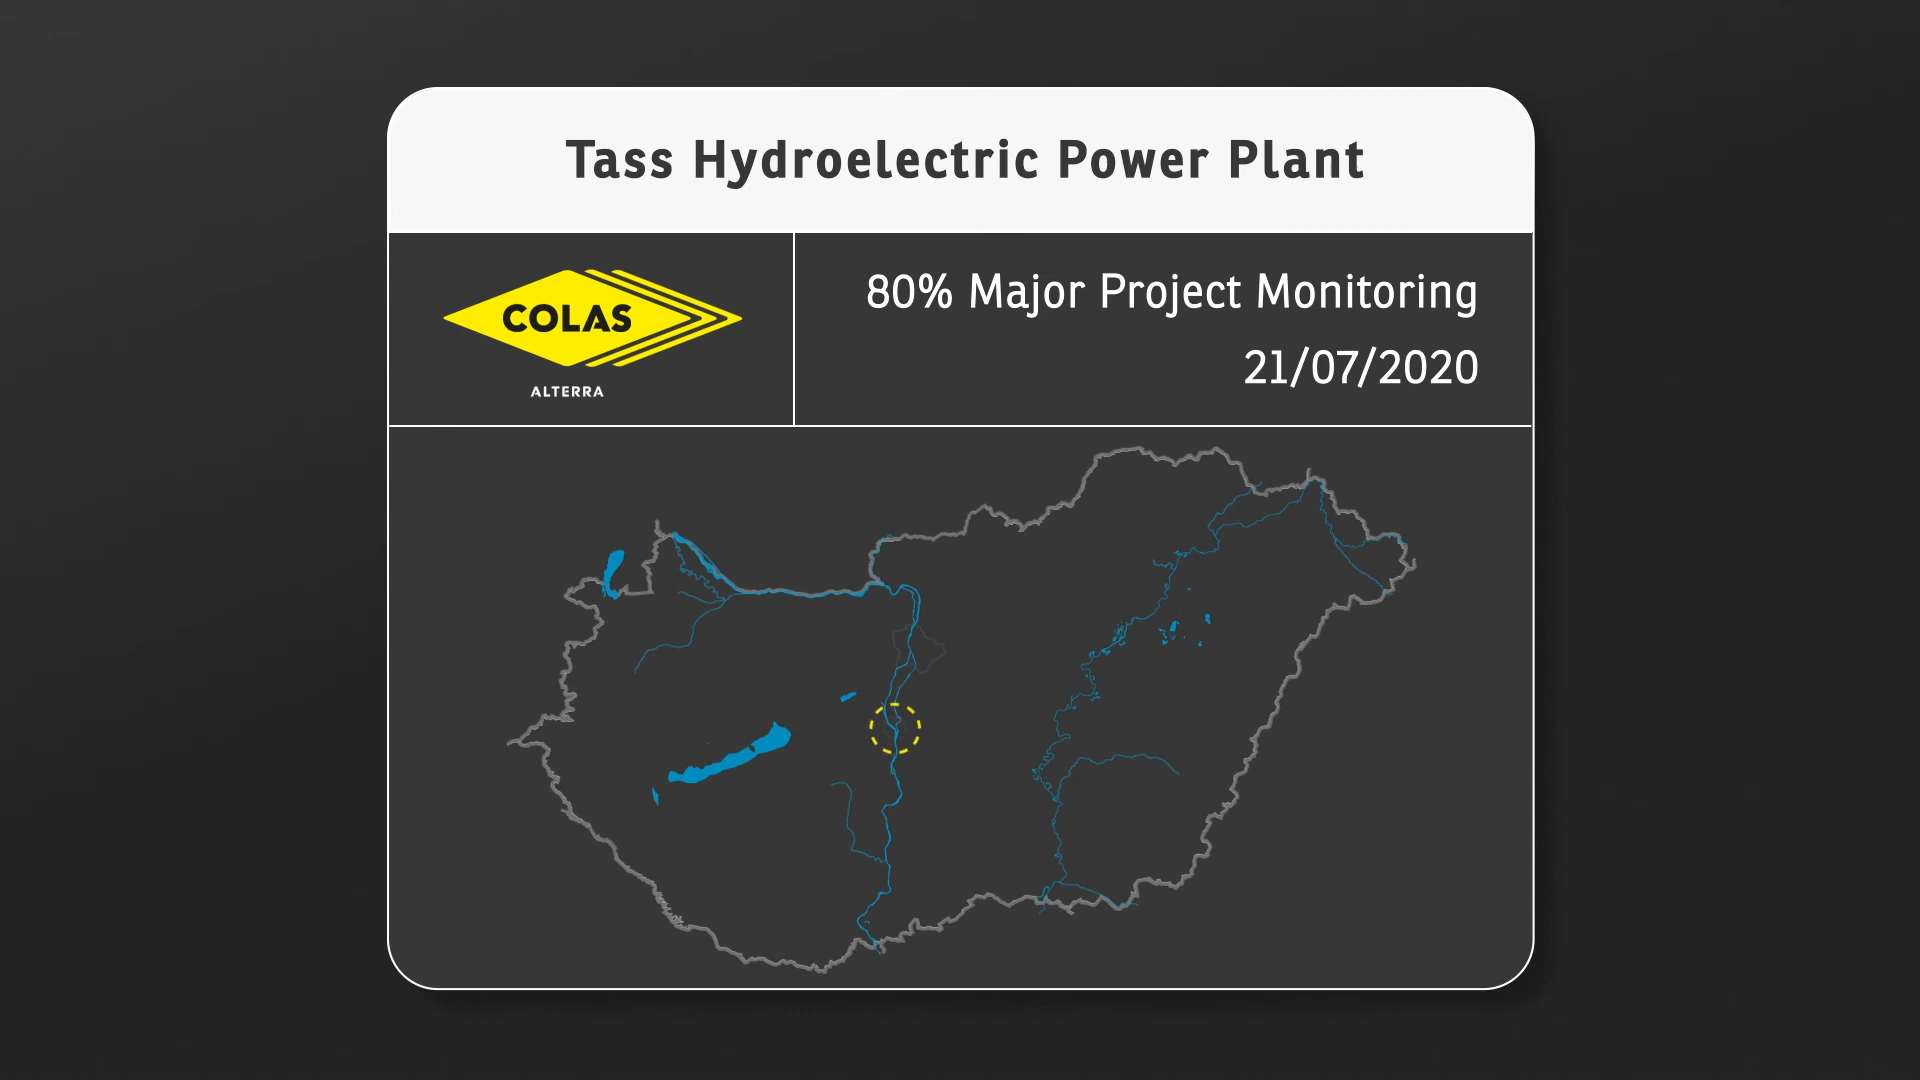 Tass Hydroelectric Power Plant
COLAS
ALTERRA
80% Major Project Monitoring
21/07/2020